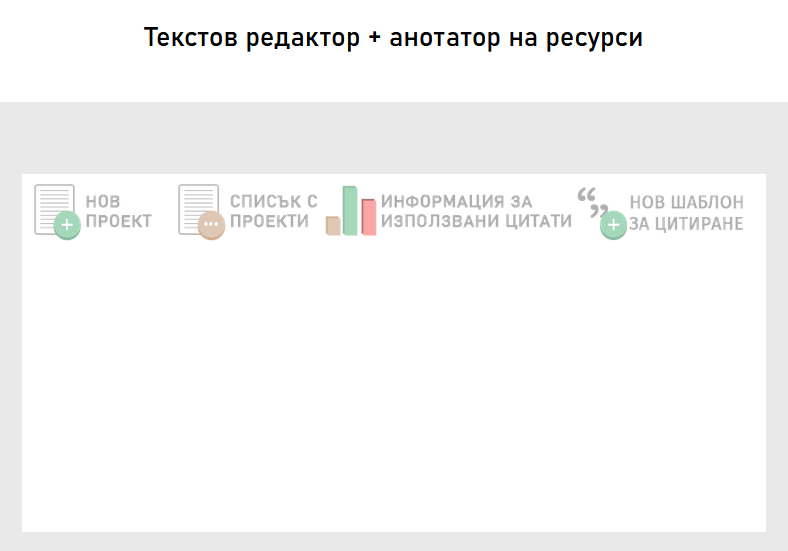 Текстов редактор + анотатор на ресурси
НОВ
ПРОЕКТ
СПИСЪК С
ПРОЕКТИ
ИНФОРМАЦИЯ ЗА
ИЗПОЛЗВАНИ ЦИТАТИ
НОВ ШАБЛОН
ЗА ЦИТИРАНЕ